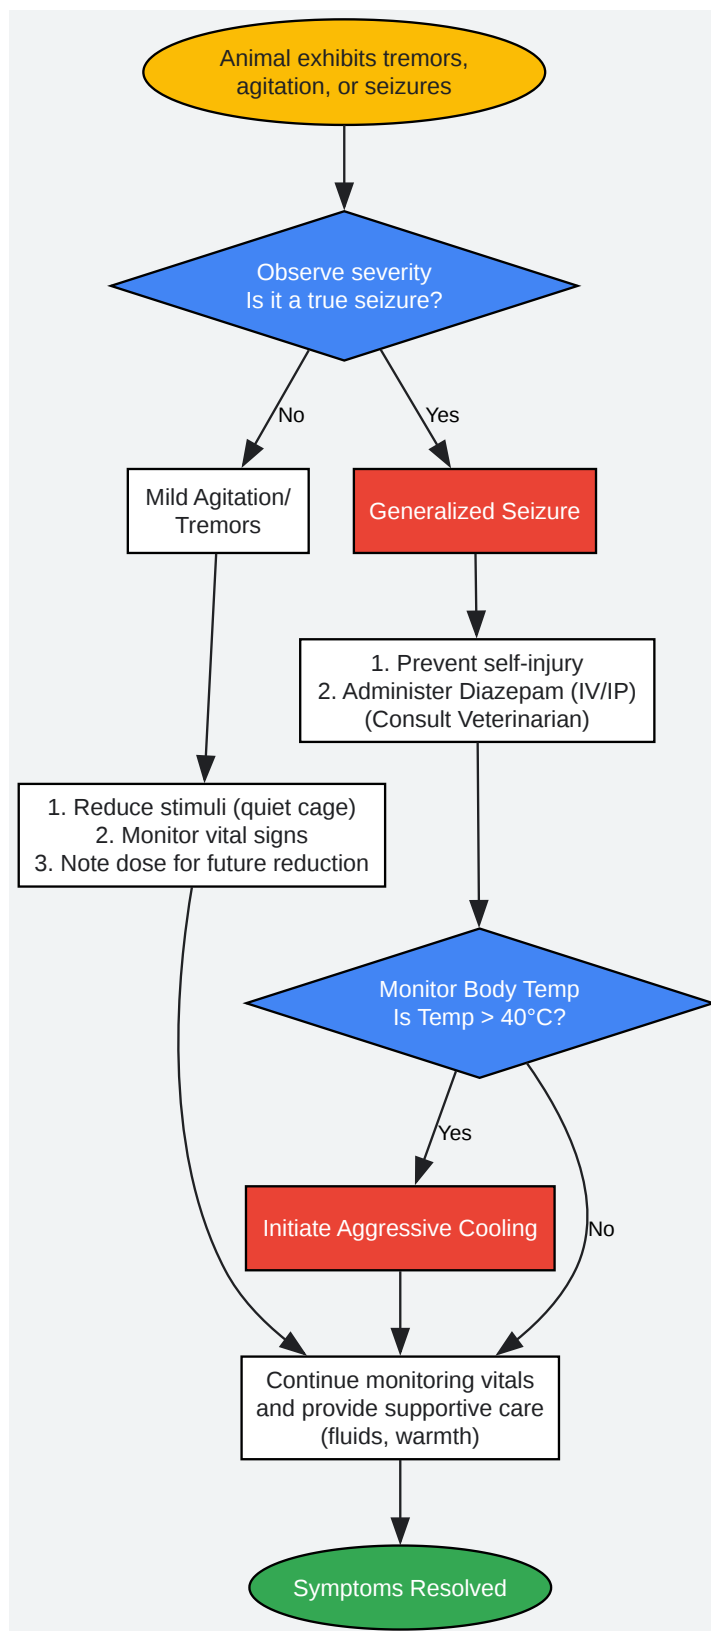 Animal exhibits tremors,
agitation, or seizures
Observe severity
Is it a true seizure?
No
Yes
Mild Agitation/
Tremors
Generalized Seizure
1. Prevent self-injury
2. Administer Diazepam (IV/IP)
(Consult Veterinarian)
1. Reduce stimuli (quiet cage)
2. Monitor vital signs
3. Note dose for future reduction
Monitor Body Temp
Is Temp > 40°C?
Yes
Initiate Aggressive Cooling
No
Continue monitoring vitals
and provide supportive care
(fluids, warmth)
Symptoms Resolved